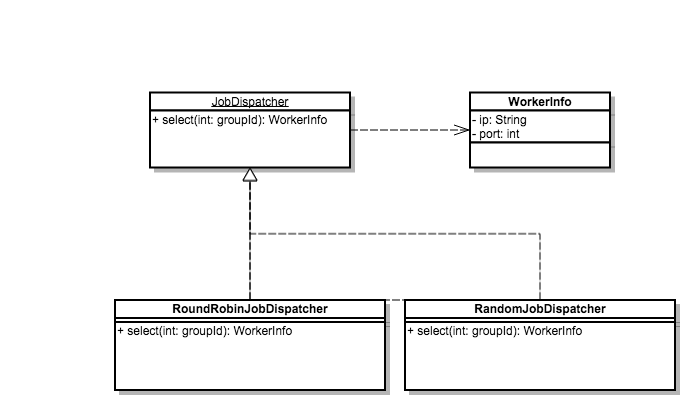 JobDispatcher
+ select(int: groupId): WorkerInfo
WorkerInfo
- ip: String
- port: int
RoundRobinJobDispatcher
+ select(int: groupId): WorkerInfo
RandomJobDispatcher
+ select(int: groupId): WorkerInfo